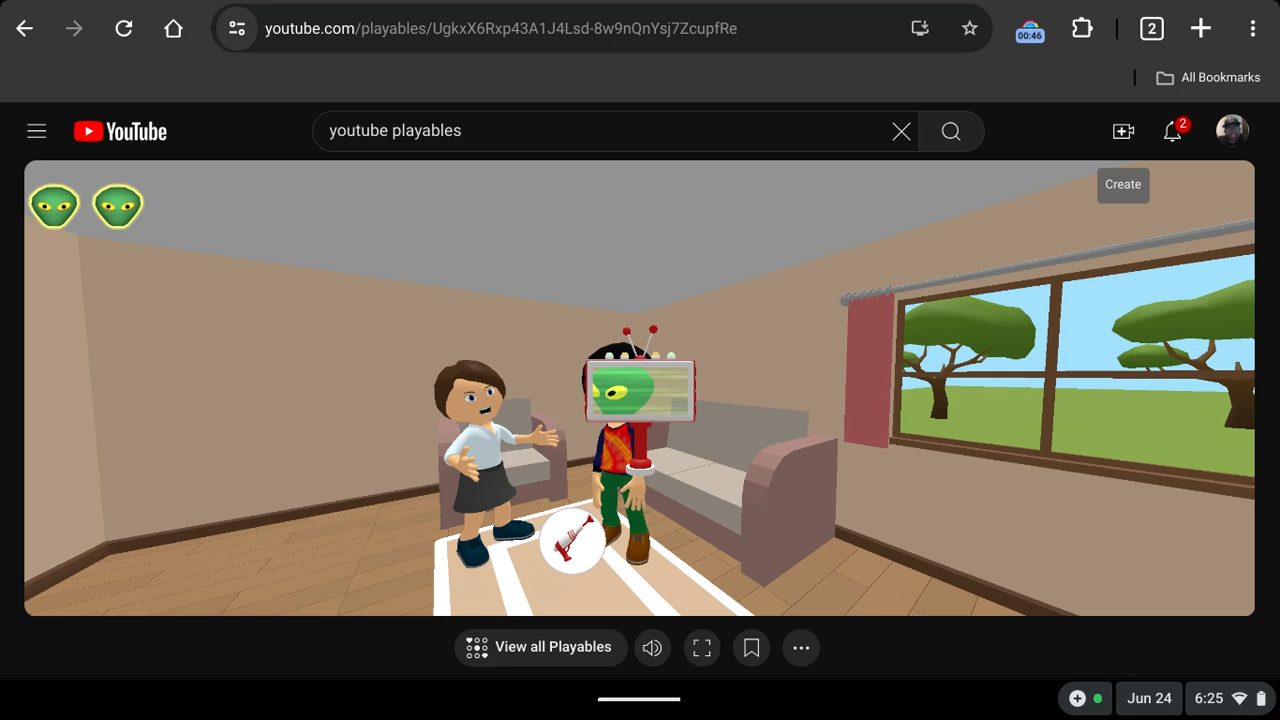 youtube.com/playables/UgkxX6Rxp43A1J4Lsd-8w9nQnYsj7ZcupfRe
00:46
2
All Bookmarks
YouTube
youtube playables
2
Create
View all Playables
Jun 24
6:25